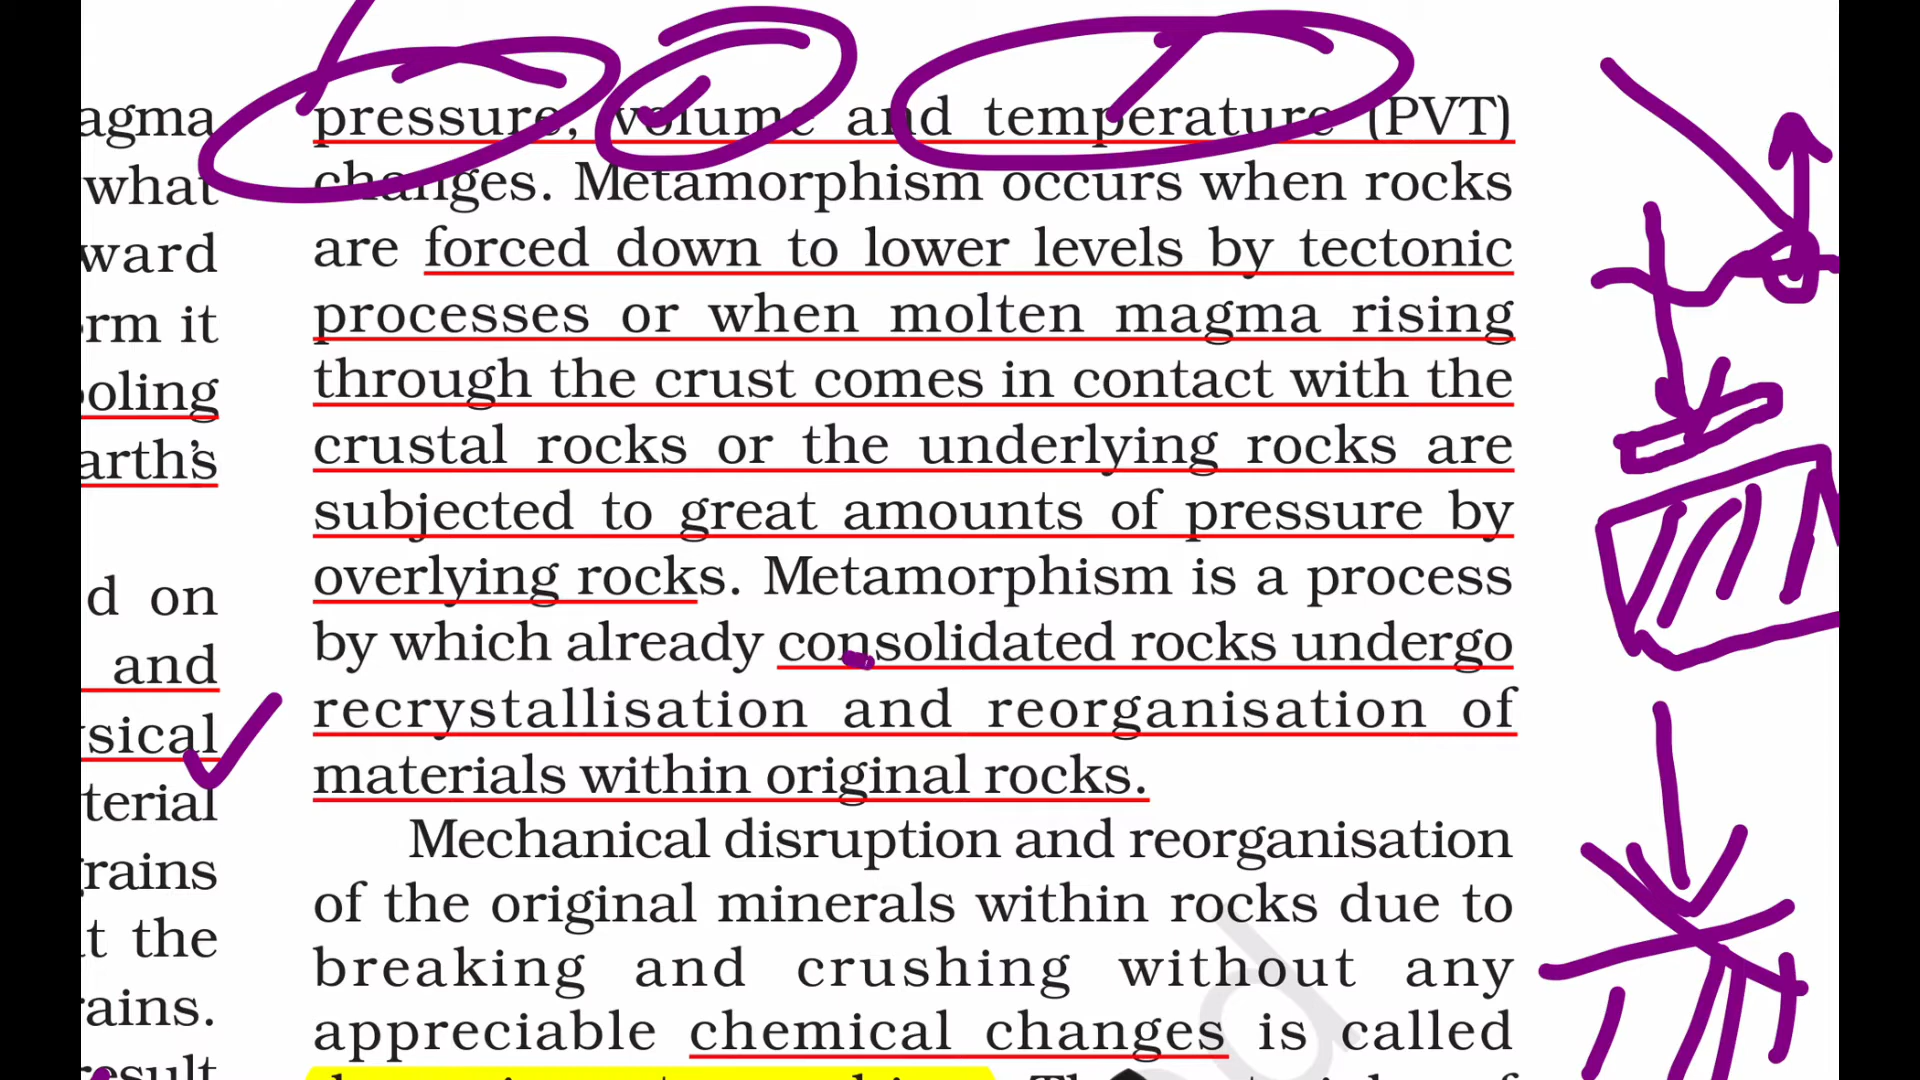 agma
what
ward
rm it
oling
arth's
d on
and
sical
terial
rains
t the
rains.
result
pressure, volume and temperature (PVT)
changes. Metamorphism occurs when rocks
are forced down to lower levels by tectonic
processes or when molten magma rising
through the crust comes in contact with the
crustal rocks or the underlying rocks are
subjected to great amounts of pressure by
overlying rocks. Metamorphism is a process
by which already consolidated rocks undergo
recrystallisation and reorganisation of
materials within original rocks.
Mechanical disruption and reorganisation
of the original minerals within rocks due to
breaking and crushing without any
appreciable chemical changes is called